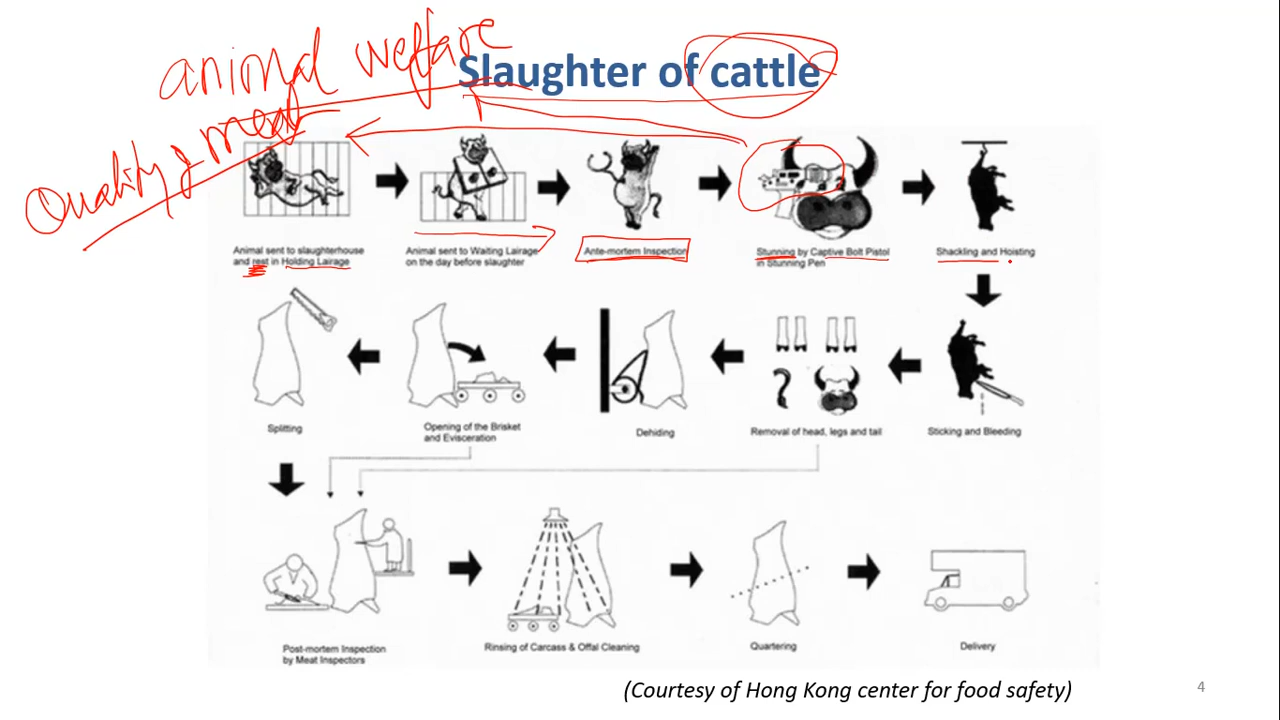 animal welfare
Slaughter of cattle
Quality & meat
Animal sent to slaughterhouse
and rest in Holding Lairage
Animal sent to Waiting Lairage
on the day before slaughter
Ante-mortem Inspection
Stunning by Captive Bolt Pistol
in Stunning Pen
Shackling and Hoisting
Splitting
Opening of the Brisket
and Evisceration
Dehiding
Removal of head, legs and tail
Sticking and Bleeding
Post-mortem Inspection
by Meat Inspectors
Rinsing of Carcass & Offal Cleaning
Quartering
Delivery
(Courtesy of Hong Kong center for food safety)
4